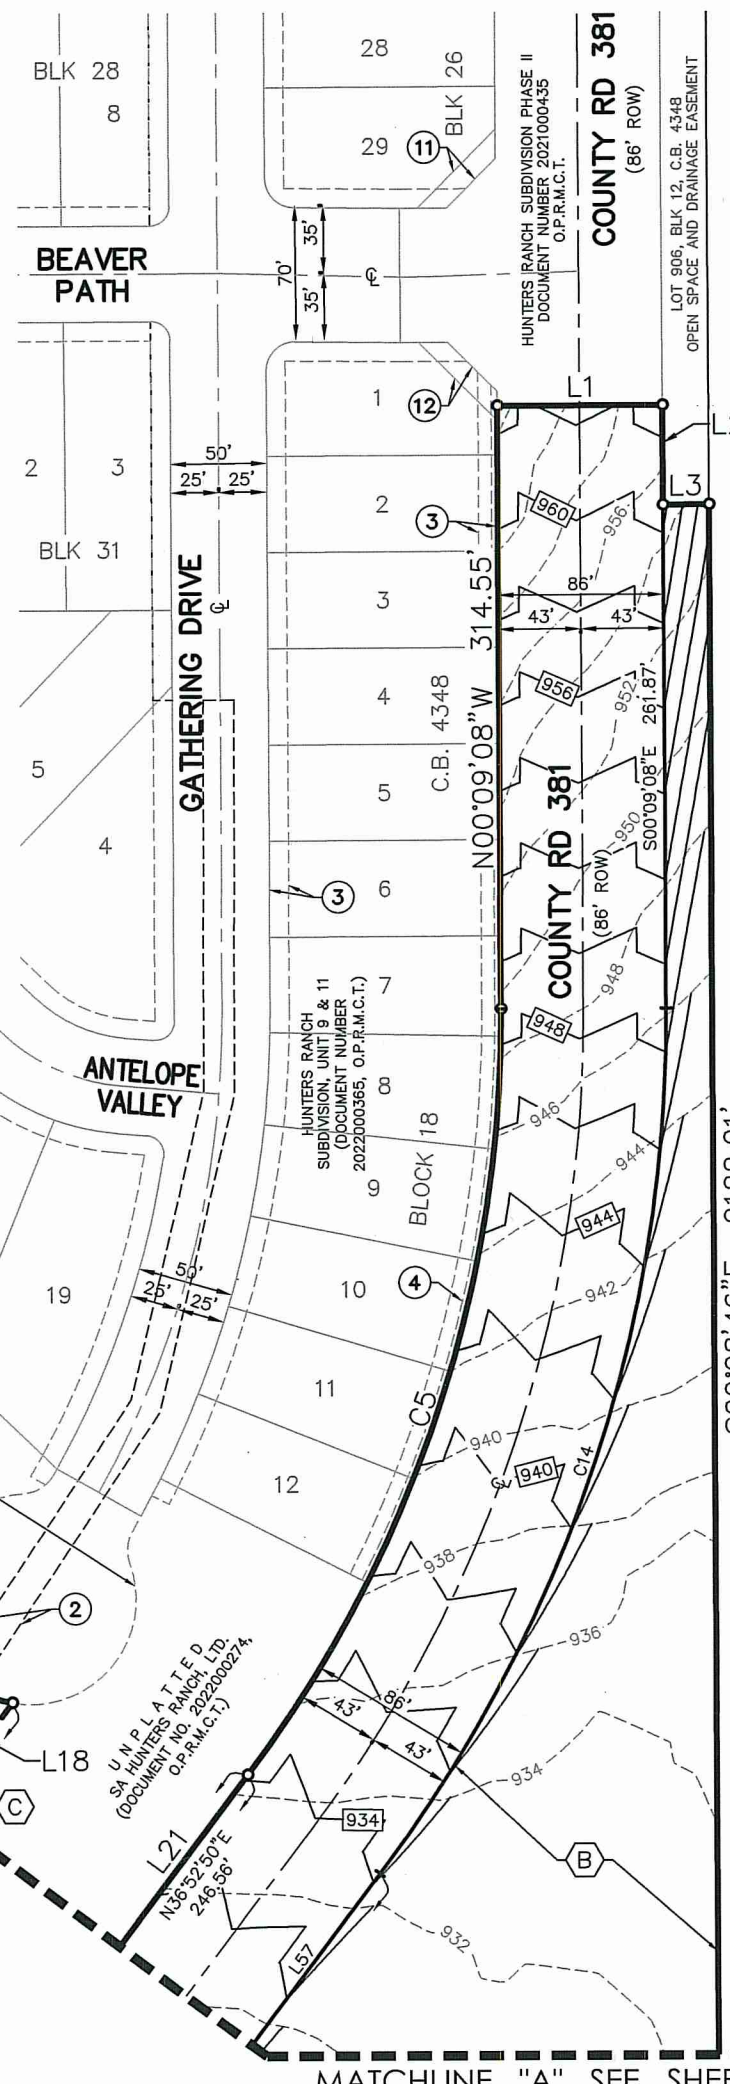 BLK 28
8
28
BLK 26
29
11
HUNTERS RANCH SUBDIVISION PHASE II
DOCUMENT NUMBER 2021000435
O.P.R.M.C.T.
COUNTY RD 381
(86' ROW)
LOT 906, BLK 12, C.B. 4348
OPEN SPACE AND DRAINAGE EASEMENT
BEAVER
PATH
70'
35'
35'
℄
12
L1
L3
1
2
3
BLK 31
50'
25'
25'
GATHERING DRIVE
℄
2
3
3
4
5
6
7
8
9
10
11
12
C.B. 4348
N00°09'08"W 314.55'
960
956
956
952
950
948
948
946
944
944
942
940
940
938
936
934
934
932
86'
43'
43'
S00°09'08"E 261.87'
COUNTY RD 381
(86' ROW)
5
4
3
HUNTERS RANCH
SUBDIVISION, UNIT 9 & 11
(DOCUMENT NUMBER
2022000365, O.P.R.M.C.T.)
ANTELOPE
VALLEY
BLOCK 18
19
50'
25'
25'
4
C5
C14
℄
2
86'
43'
43'
UNPLATTED
SA HUNTERS RANCH, LTD.
(DOCUMENT NO. 2022000274,
O.P.R.M.C.T.)
L18
C
B
L21
N36°52'50"E
246.56'
L57
MATCHLINE "A" SEE